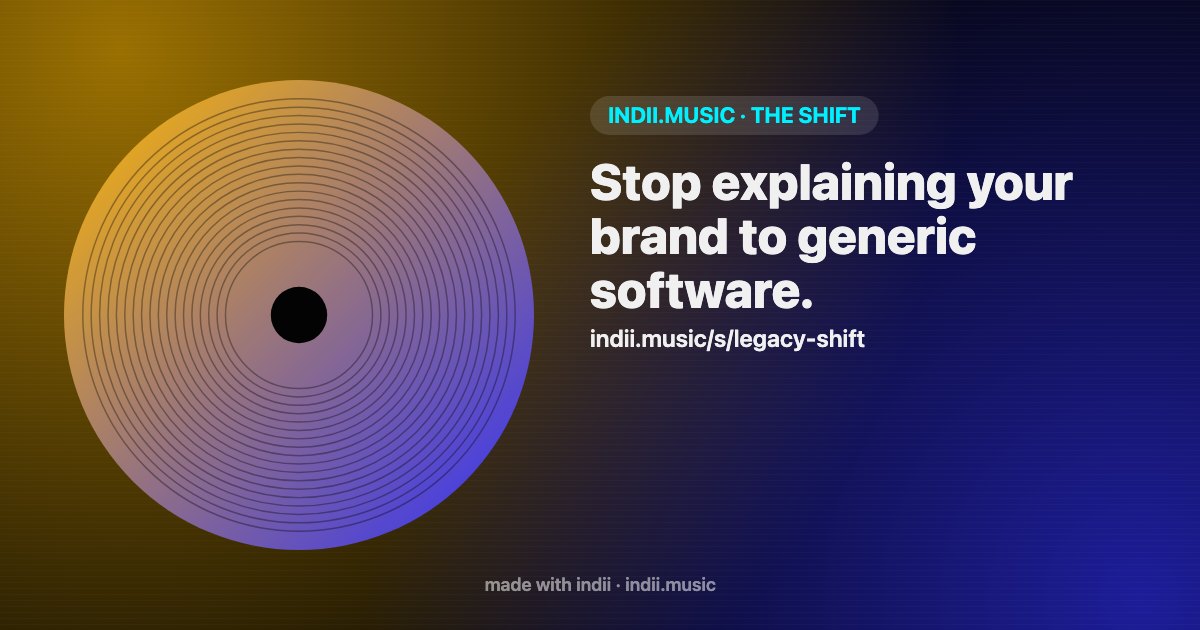 INDII.MUSIC · THE SHIFT
Stop explaining your
brand to generic
software.
indii.music/s/legacy-shift
made with indii · indii.music